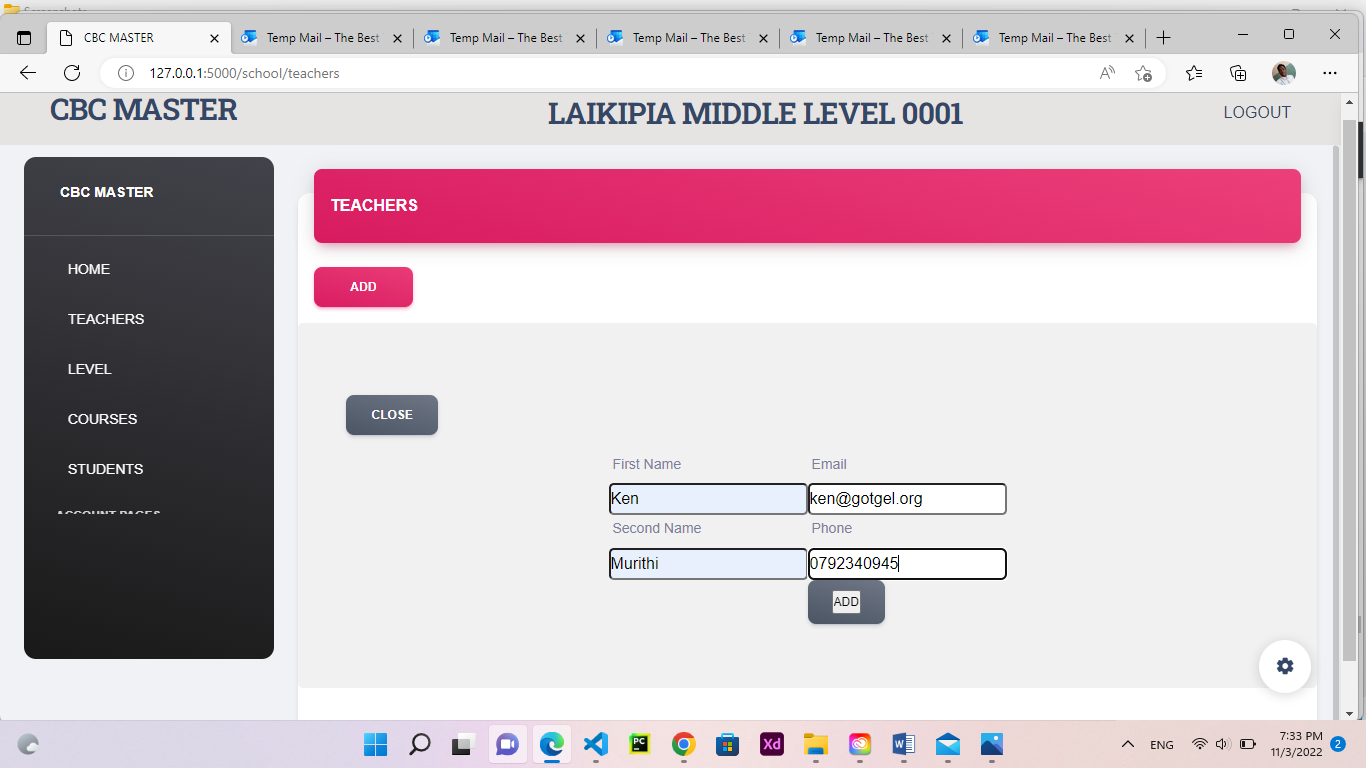 Screenshots
CBC MASTER
Temp Mail – The Best
Temp Mail – The Best
Temp Mail – The Best
Temp Mail – The Best
Temp Mail – The Best
127.0.0.1:5000/school/teachers
CBC MASTER
LAIKIPIA MIDDLE LEVEL 0001
LOGOUT
CBC MASTER
HOME
TEACHERS
LEVEL
COURSES
STUDENTS
ACCOUNT PAGES
TEACHERS
ADD
CLOSE
First Name
Email
Ken
ken@gotgel.org
Second Name
Phone
Murithi
0792340945
ADD
PC
Xd
W
ENG
7:33 PM
11/3/2022
2